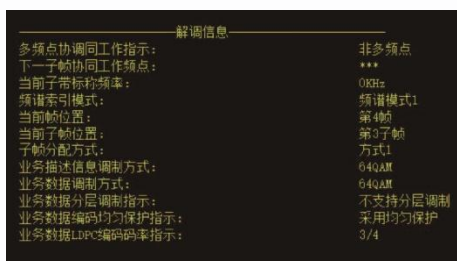 解调信息
多频点协调同工作指示： 非多频点
下一子帧协同工作频点： ***
当前子带标称频率： 0KHz
频谱索引模式： 频谱模式1
当前帧位置： 第4帧
当前子帧位置： 第3子帧
子帧分配方式： 方式1
业务描述信息调制方式： 64QAM
业务数据调制方式： 64QAM
业务数据分层调制指示： 不支持分层调制
业务数据编码均匀保护指示： 采用均匀保护
业务数据LDPC编码码率指示： 3/4